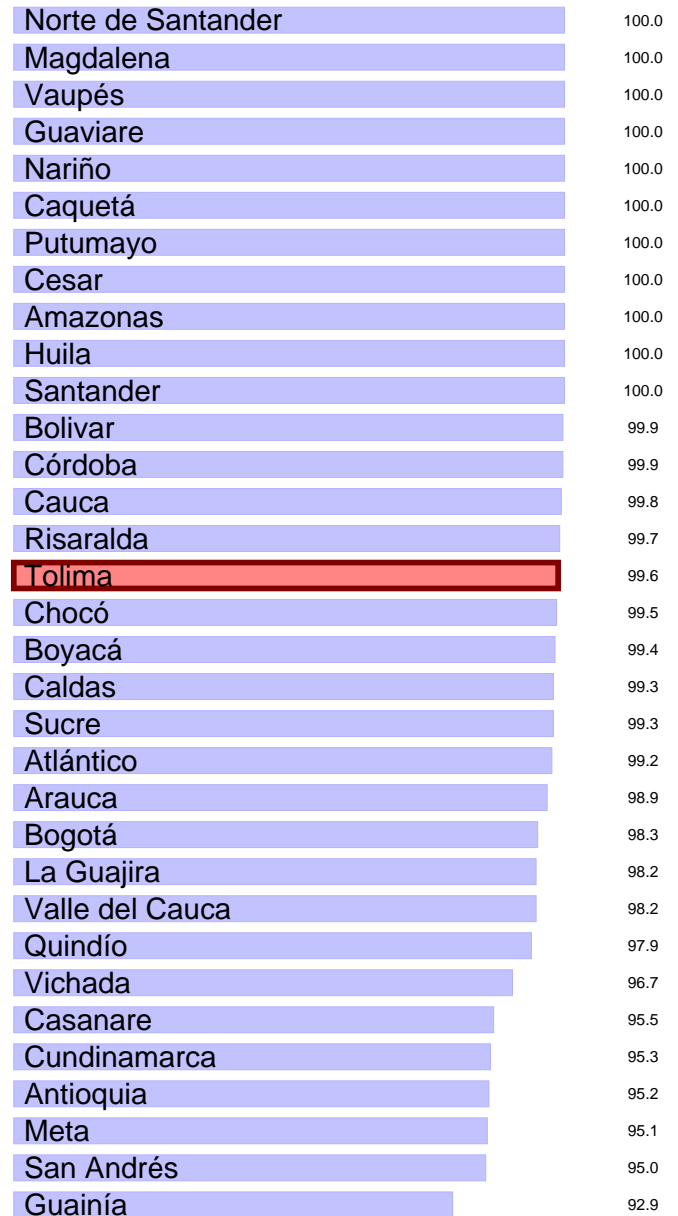 Norte de Santander 100.0
Magdalena 100.0
Vaupés 100.0
Guaviare 100.0
Nariño 100.0
Caquetá 100.0
Putumayo 100.0
Cesar 100.0
Amazonas 100.0
Huila 100.0
Santander 100.0
Bolivar 99.9
Córdoba 99.9
Cauca 99.8
Risaralda 99.7
Tolima 99.6
Chocó 99.5
Boyacá 99.4
Caldas 99.3
Sucre 99.3
Atlántico 99.2
Arauca 98.9
Bogotá 98.3
La Guajira 98.2
Valle del Cauca 98.2
Quindío 97.9
Vichada 96.7
Casanare 95.5
Cundinamarca 95.3
Antioquia 95.2
Meta 95.1
San Andrés 95.0
Guainía 92.9